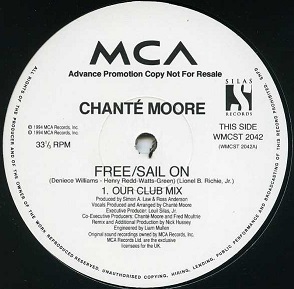 MCA
Advance Promotion Copy Not For Resale
CHANTÉ MOORE
SILAS
RECORDS
℗ 1994 MCA Records, Inc.
© 1994 MCA Records, Inc.
33⅓ RPM
THIS SIDE
WMCST 2042
(WMCST 2042A)
FREE/SAIL ON
(Deniece Williams - Henry Redd-Watts-Green) (Lionel B. Richie, Jr.)
1. OUR CLUB MIX
Produced by Simon A. Law & Ross Anderson
Vocals Produced and Arranged by Chanté Moore
Executive Producer: Louil Silas, Jr.
Co-Executive Producers: Chanté Moore and Fred Moultrie
Remix and Additional Production by Nick Hussey
Engineered by Liam Mullen
Original sound recordings owned by MCA Records, Inc.
MCA Records Ltd. are the exclusive
licensees for the UK.
ALL RIGHTS OF THE PRODUCER AND OF THE OWNER OF THE WORK REPRODUCED RESERVED. UNAUTHORISED COPYING, HIRING, LENDING, PUBLIC PERFORMANCE AND BROADCASTING OF THIS RECORD PROHIBITED.